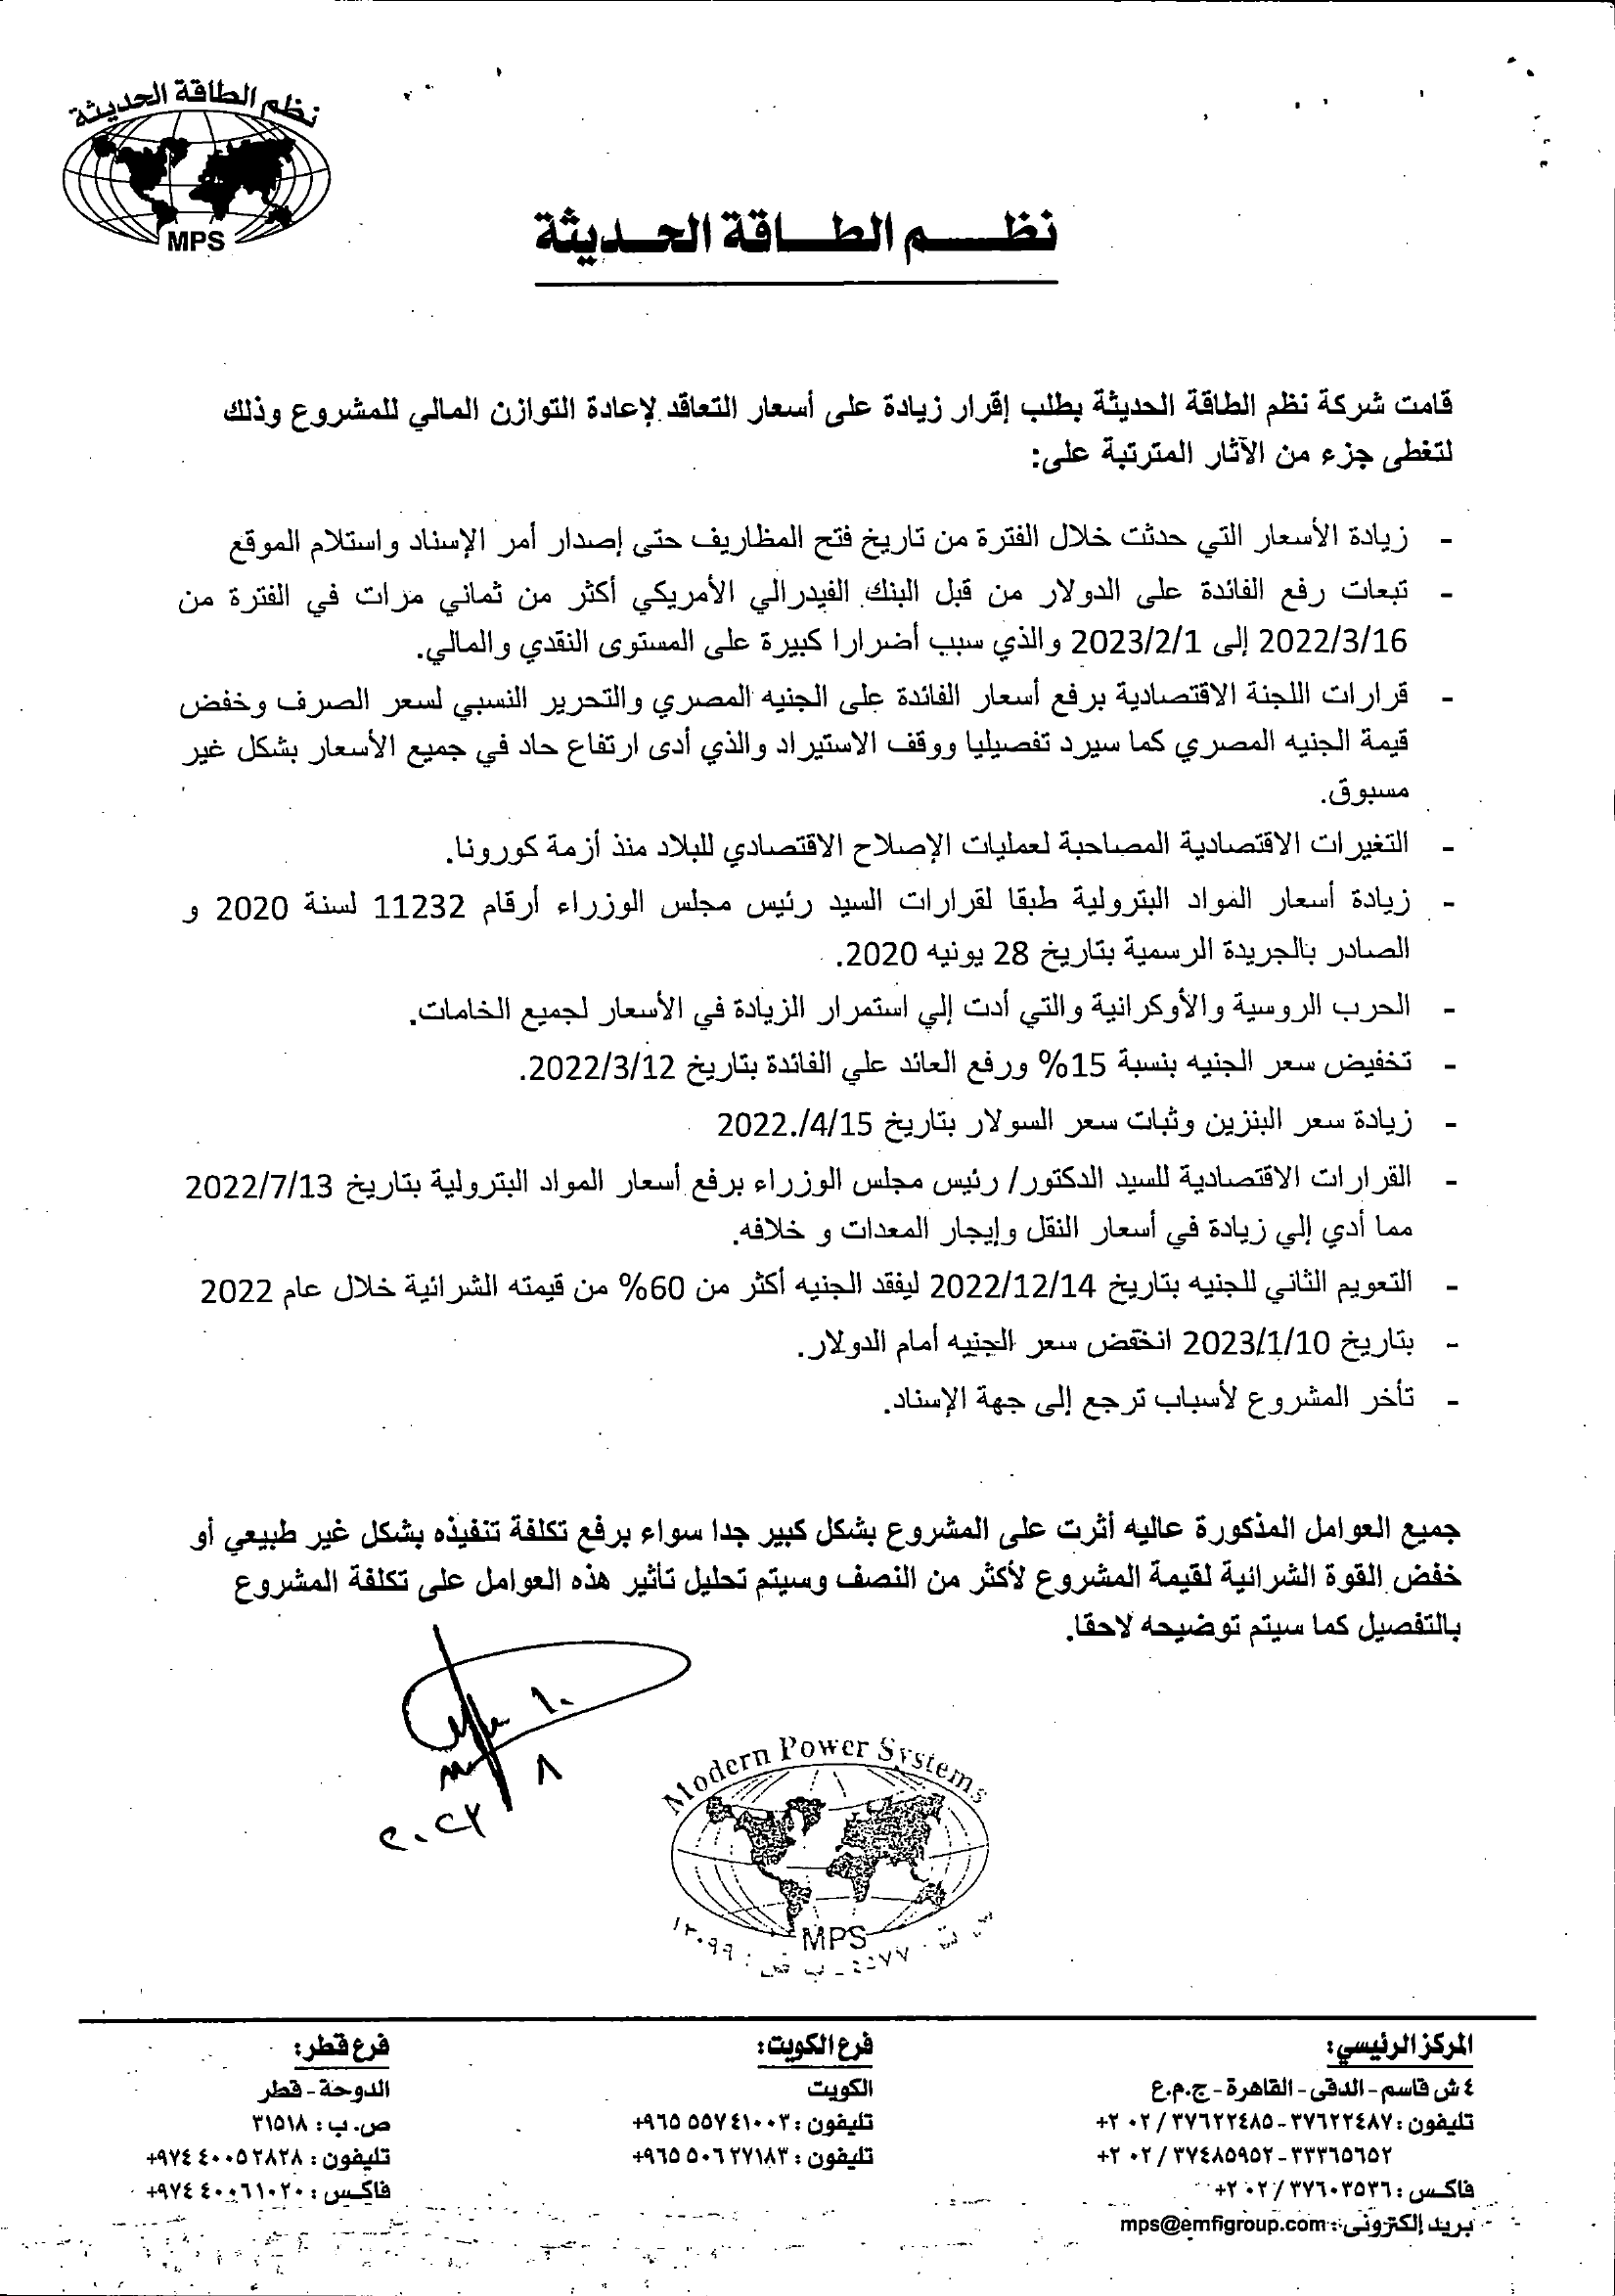 نظم الطاقة الحديثة
MPS
نظم الطاقة الحديثة
قامت شركة نظم الطاقة الحديثة بطلب إقرار زيادة على أسعار التعاقد لإعادة التوازن المالي للمشروع وذلك
لتغطى جزء من الآثار المترتبة على:
- زيادة الأسعار التي حدثت خلال الفترة من تاريخ فتح المظاريف حتى إصدار أمر الإسناد واستلام الموقع
- تبعات رفع الفائدة على الدولار من قبل البنك الفيدرالي الأمريكي أكثر من ثماني مرات في الفترة من
2022/3/16 إلى 2023/2/1 والذي سبب أضرارا كبيرة على المستوى النقدي والمالي.
- قرارات اللجنة الاقتصادية برفع أسعار الفائدة على الجنيه المصري والتحرير النسبي لسعر الصرف وخفض
قيمة الجنيه المصري كما سيرد تفصيليا ووقف الاستيراد والذي أدى ارتفاع حاد في جميع الأسعار بشكل غير
مسبوق.
- التغيرات الاقتصادية المصاحبة لعمليات الإصلاح الاقتصادي للبلاد منذ أزمة كورونا.
- زيادة أسعار المواد البترولية طبقا لقرارات السيد رئيس مجلس الوزراء أرقام 11232 لسنة 2020 و
الصادر بالجريدة الرسمية بتاريخ 28 يونيه 2020.
- الحرب الروسية والأوكرانية والتي أدت إلي استمرار الزيادة في الأسعار لجميع الخامات.
- تخفيض سعر الجنيه بنسبة 15% ورفع العائد علي الفائدة بتاريخ 2022/3/12.
- زيادة سعر البنزين وثبات سعر السولار بتاريخ 4/15/.2022
- القرارات الاقتصادية للسيد الدكتور/ رئيس مجلس الوزراء برفع أسعار المواد البترولية بتاريخ 2022/7/13
مما أدي إلي زيادة في أسعار النقل وإيجار المعدات و خلافه.
- التعويم الثاني للجنيه بتاريخ 2022/12/14 ليفقد الجنيه أكثر من 60% من قيمته الشرائية خلال عام 2022
- بتاريخ 2023/1/10 انخفض سعر الجنيه أمام الدولار.
- تأخر المشروع لأسباب ترجع إلى جهة الإسناد.
جميع العوامل المذكورة عاليه أثرت على المشروع بشكل كبير جدا سواء برفع تكلفة تنفيذه بشكل غير طبيعي أو
خفض القوة الشرائية لقيمة المشروع لأكثر من النصف وسيتم تحليل تأثير هذه العوامل على تكلفة المشروع
بالتفصيل كما سيتم توضيحه لاحقا.
Modern Power Systems
MPS
المركز الرئيسي:
٤ ش قاسم - الدقى - القاهرة - ج.م.ع
تليفون : ٣٧٦٢٢٤٨٧ - ٣٧٦٢٢٤٨٥ / ٠٢ ٢+
٣٣٣٦٥٦٥٢ - ٣٧٤٨٥٩٥٢ / ٠٢ ٢+
فاكس : ٣٧٦٠٣٥٣٦ / ٠٢ ٢+
بريد إلكترونى : mps@emfigroup.com
فرع الكويت:
الكويت
تليفون : ٥٥٧٤١٠٠٣ ٩٦٥+
تليفون : ٥٠٦٢٧١٨٣ ٩٦٥+
فرع قطر:
الدوحة - قطر
ص. ب : ٣١٥١٨
تليفون : ٤٤٠٠٥٢٨٢٨ ٩٧٤+
فاكس : ٤٤٠٠٦١٠٢٠ ٩٧٤+